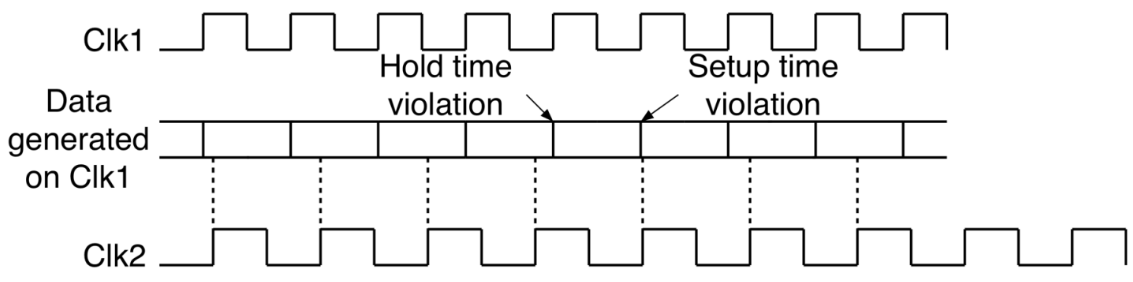 Clk1
Hold time
violation
Setup time
violation
Data
generated
on Clk1
Clk2